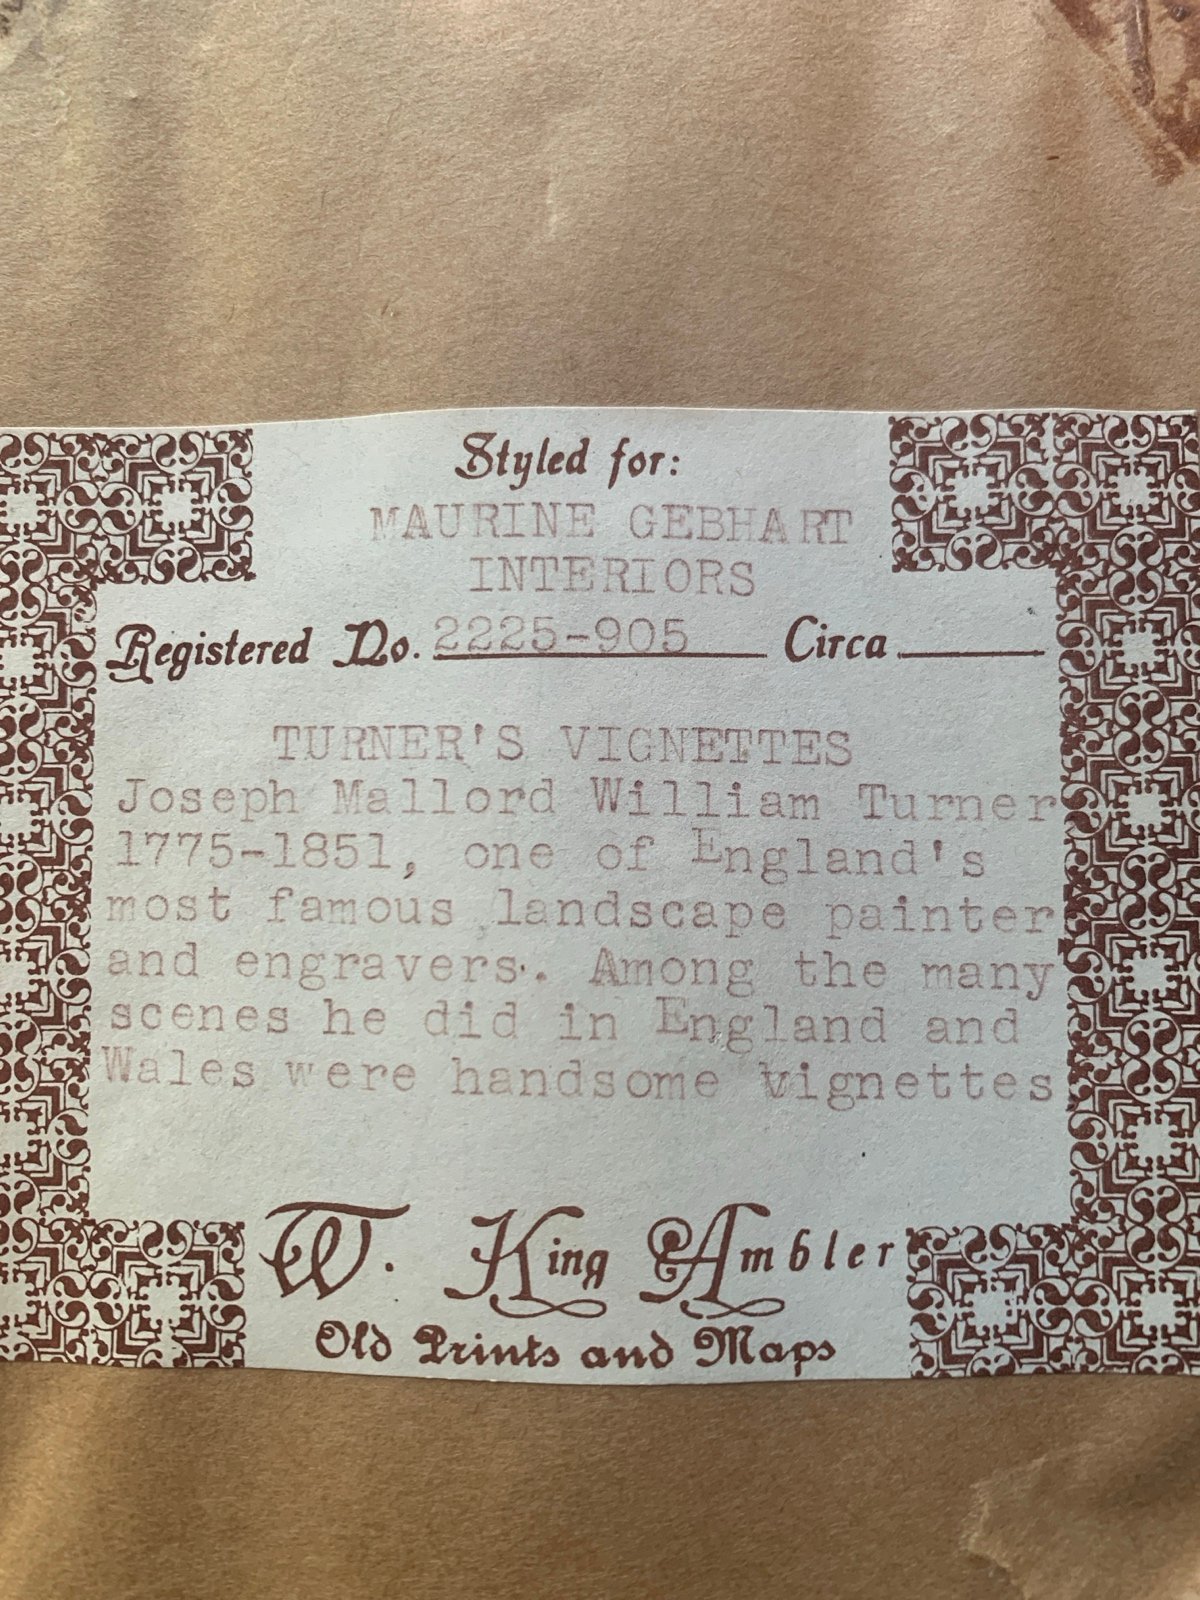 Styled for:
MAURINE GEBHART
INTERIORS
Registered No. 2225-905 Circa
TURNER'S VIGNETTES
Joseph Mallord William Turner
1775-1851, one of England's
most famous landscape painter
and engravers. Among the many
scenes he did in England and
Wales were handsome vignettes
W. King Ambler
Old Prints and Maps